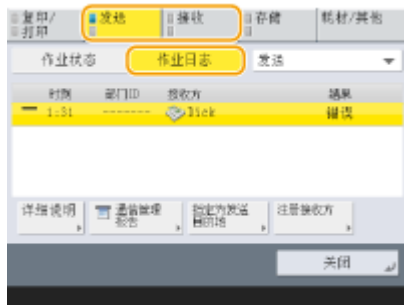 复印/ 发送 接收 存储 耗材/其他
打印
作业状态 作业日志 发送
时刻 部门ID 接收方 结果
1:31 ------- Dick 错误
详细说明 通信管理 指定为发送 注册接收方
报告 目的地
关闭